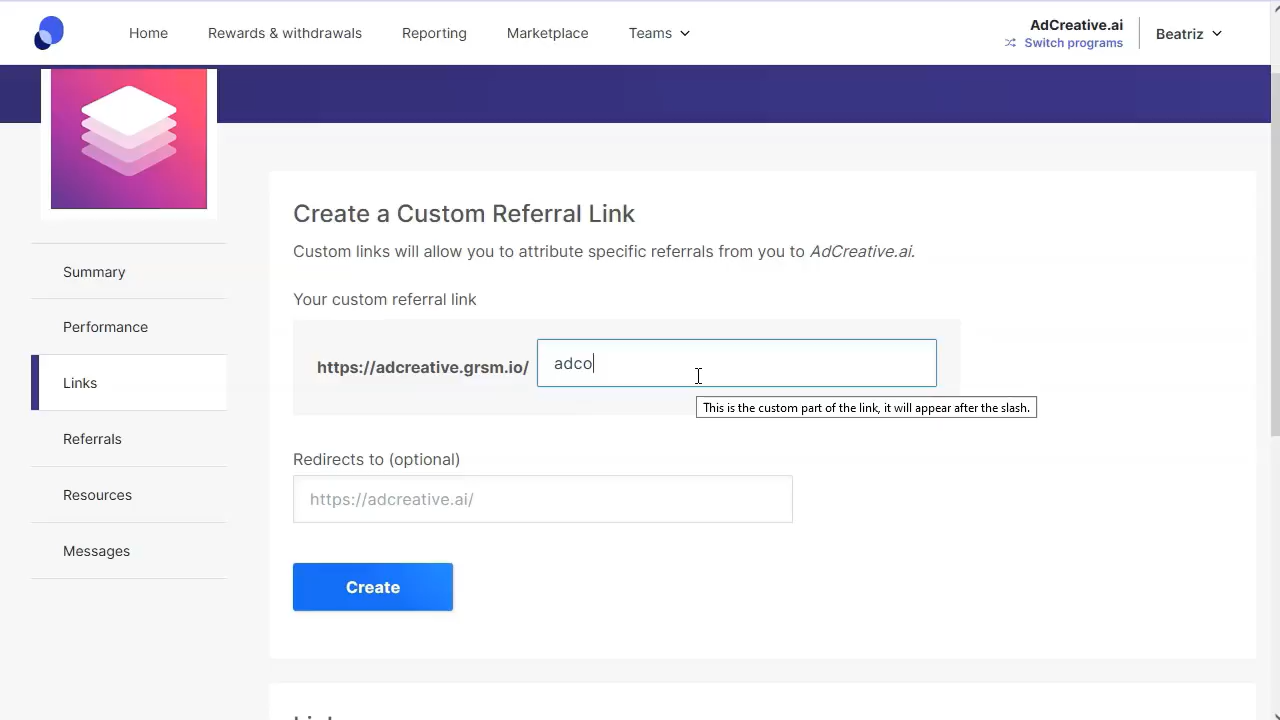 Home
Rewards & withdrawals
Reporting
Marketplace
Teams
AdCreative.ai
Switch programs
Beatriz
Summary
Performance
Links
Referrals
Resources
Messages
Create a Custom Referral Link
Custom links will allow you to attribute specific referrals from you to AdCreative.ai.
Your custom referral link
https://adcreative.grsm.io/
adco
This is the custom part of the link, it will appear after the slash.
Redirects to (optional)
https://adcreative.ai/
Create